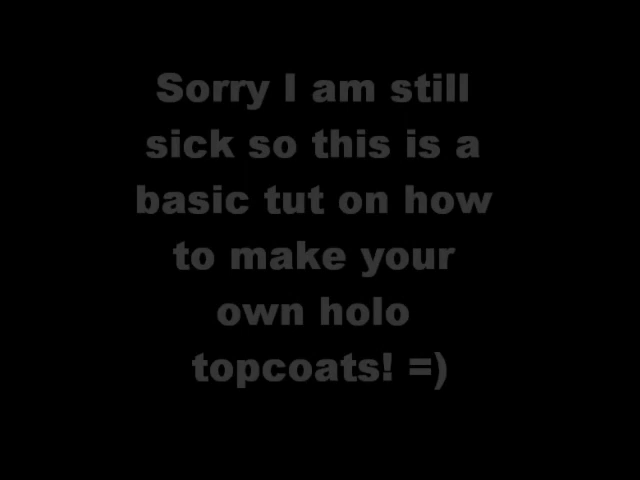 Sorry I am still
sick so this is a
basic tut on how
to make your
own holo
topcoats! =)